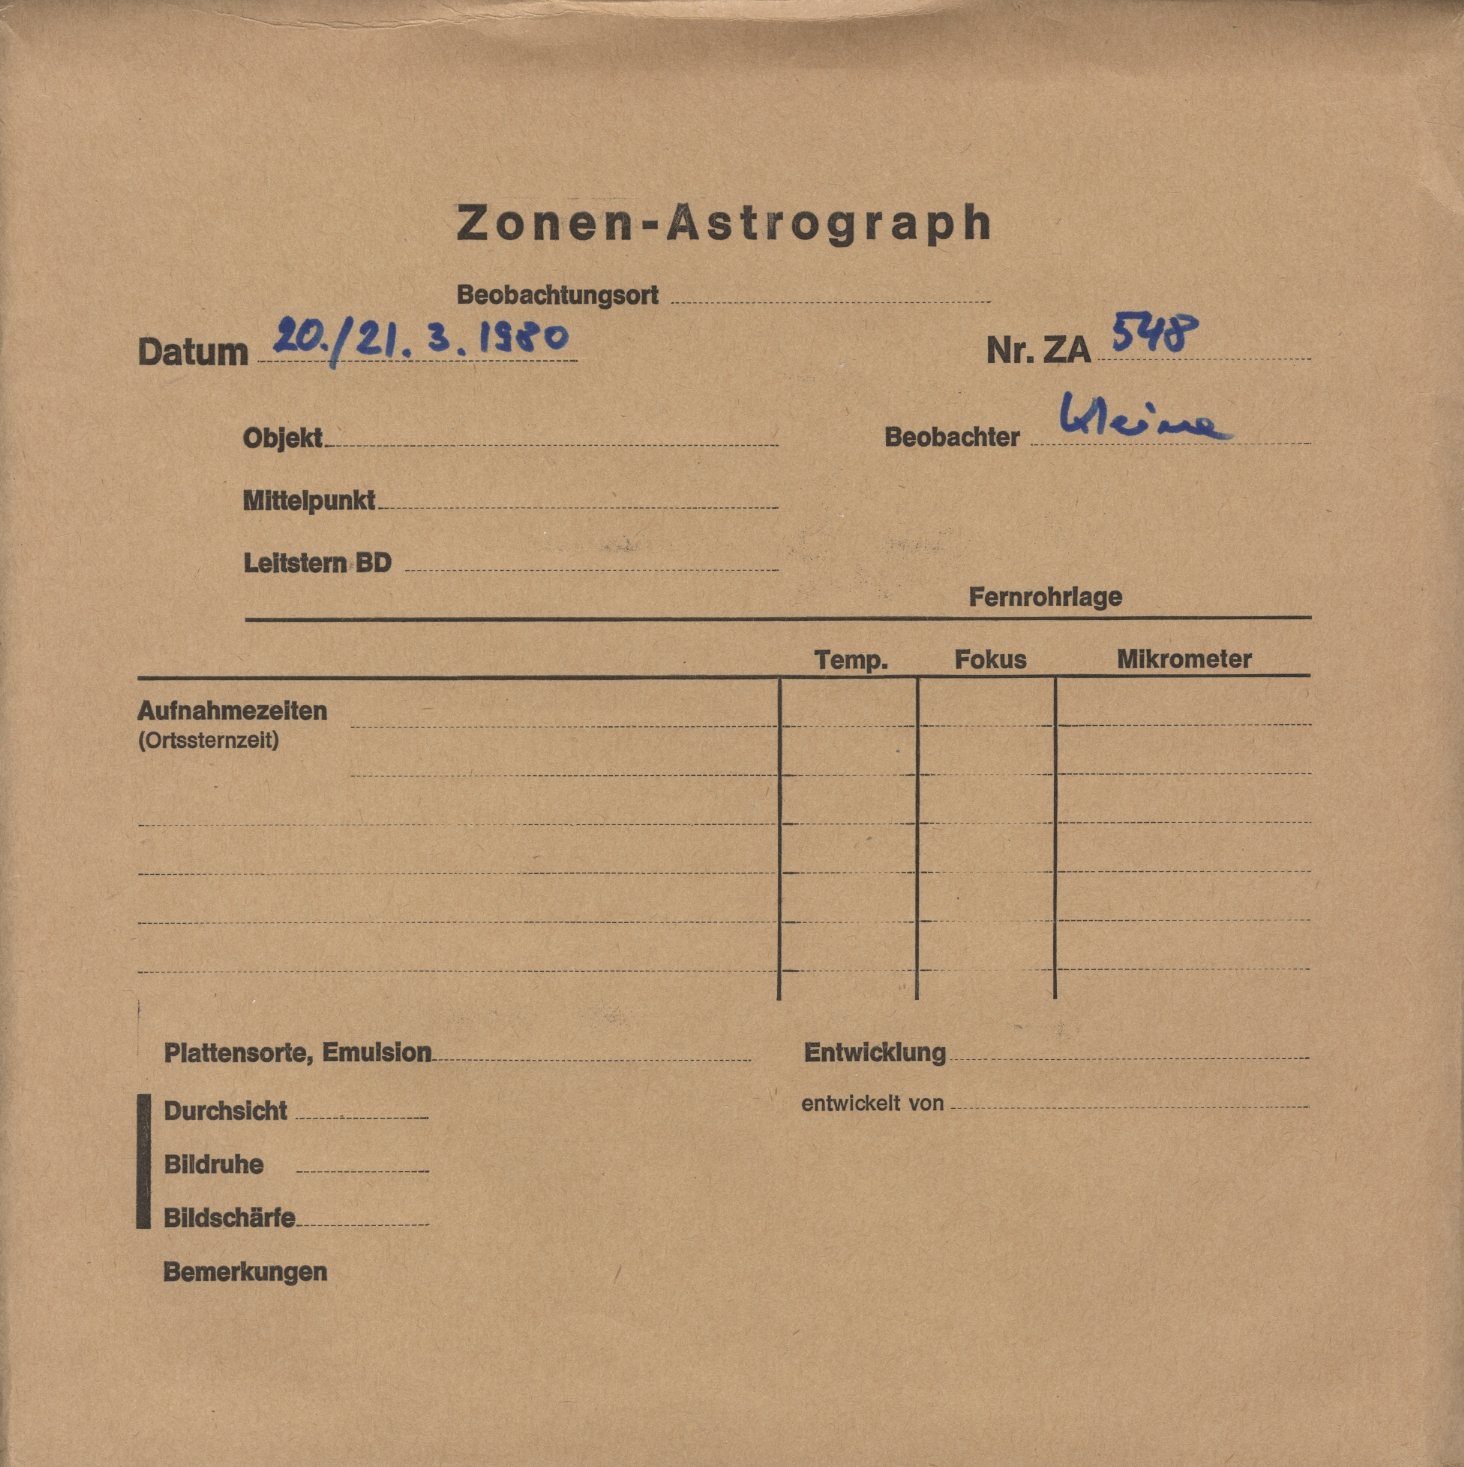 Zonen-Astrograph
Beobachtungsort
Datum 20./21. 3. 1980 Nr. ZA 548
Objekt Beobachter Kleine
Mittelpunkt
Leitstern BD
Fernrohrlage
Temp. Fokus Mikrometer
Aufnahmezeiten
(Ortssternzeit)
Plattensorte, Emulsion Entwicklung
Durchsicht entwickelt von
Bildruhe
Bildschärfe
Bemerkungen